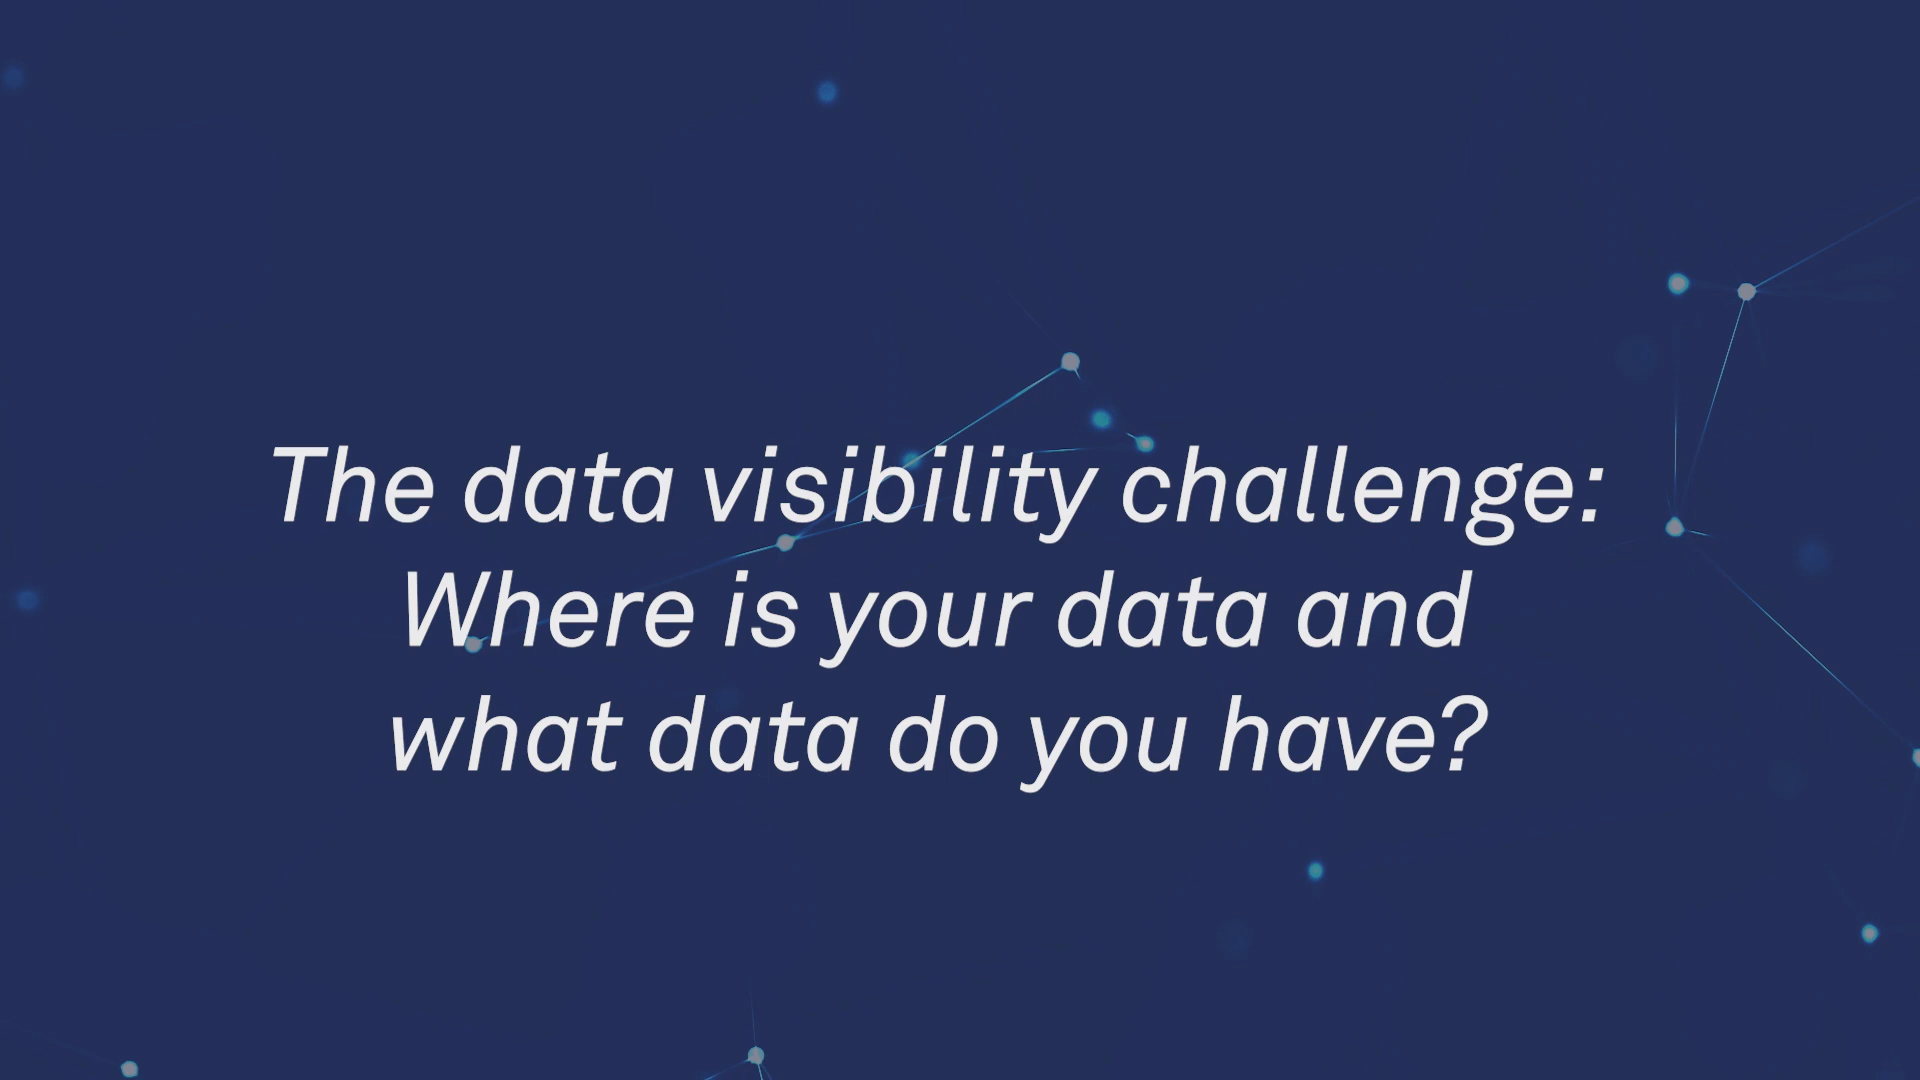 The data visibility challenge:
Where is your data and
what data do you have?